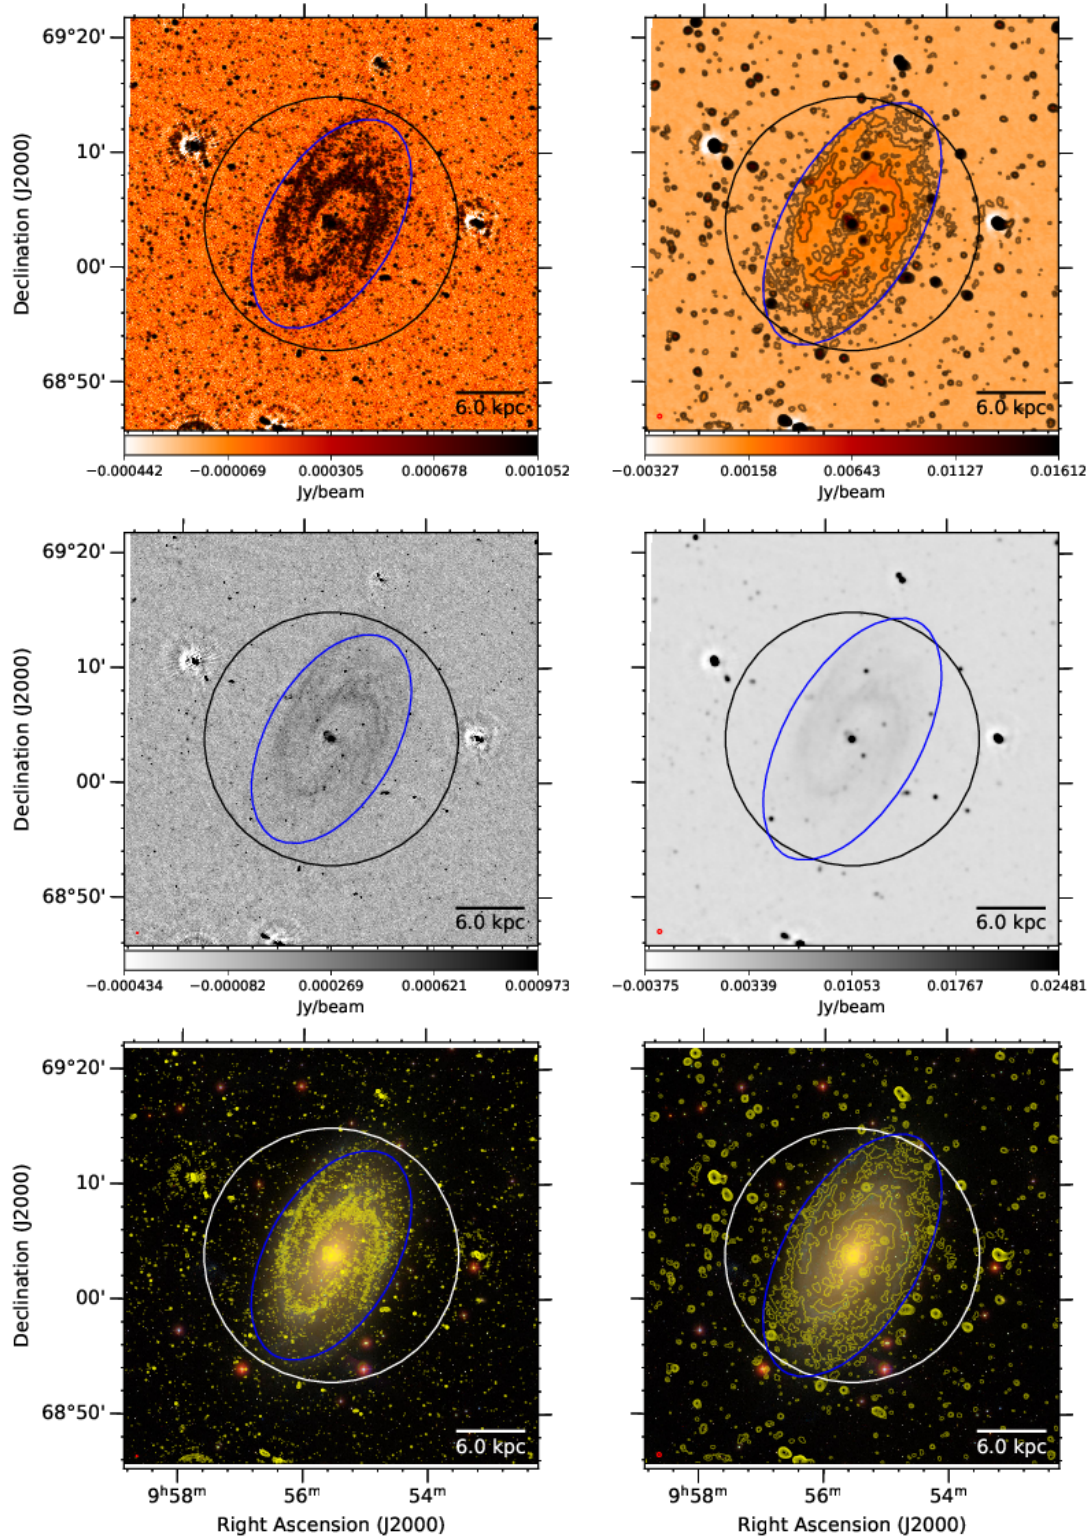 69°20'
10'
00'
68°50'
Declination (J2000)
6.0 kpc
6.0 kpc
−0.000442 −0.000069 0.000305 0.000678 0.001052
Jy/beam
−0.00327 0.00158 0.00643 0.01127 0.01612
Jy/beam
69°20'
10'
00'
68°50'
Declination (J2000)
6.0 kpc
6.0 kpc
−0.000434 −0.000082 0.000269 0.000621 0.000973
Jy/beam
−0.00375 0.00339 0.01053 0.01767 0.02481
Jy/beam
69°20'
10'
00'
68°50'
Declination (J2000)
6.0 kpc
6.0 kpc
9ʰ58ᵐ 56ᵐ 54ᵐ
Right Ascension (J2000)
9ʰ58ᵐ 56ᵐ 54ᵐ
Right Ascension (J2000)